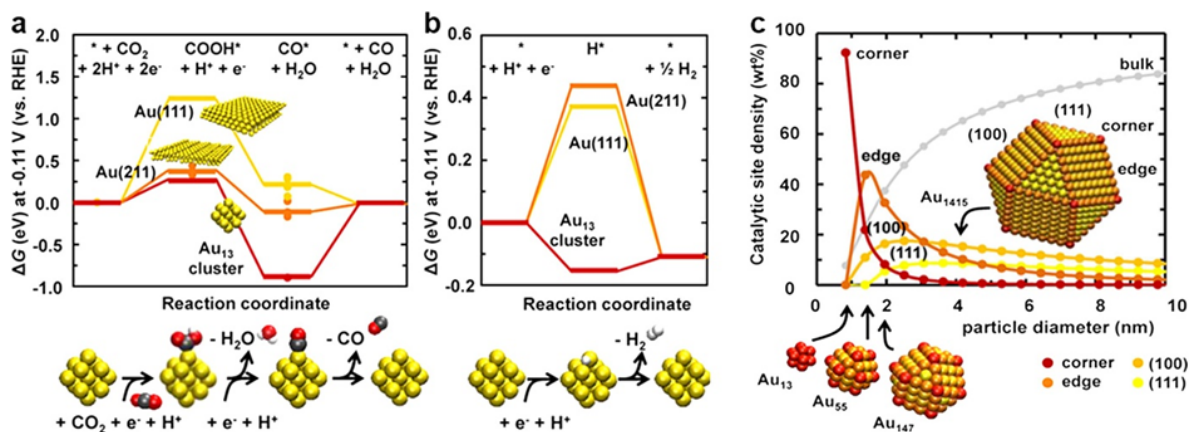 a
ΔG (eV) at -0.11 V (vs. RHE)
2.0
1.5
1.0
0.5
0.0
-0.5
-1.0
* + CO₂
+ 2H⁺ + 2e⁻
COOH*
+ H⁺ + e⁻
CO*
+ H₂O
* + CO
+ H₂O
Au(111)
Au(211)
Au₁₃
cluster
Reaction coordinate
- H₂O
- CO
+ CO₂ + e⁻ + H⁺
+ e⁻ + H⁺
b
ΔG (eV) at -0.11 V (vs. RHE)
0.6
0.4
0.2
0.0
-0.2
*
+ H⁺ + e⁻
H*
*
+ ½ H₂
Au(211)
Au(111)
Au₁₃
cluster
Reaction coordinate
- H₂
+ e⁻ + H⁺
c
Catalytic site density (wt%)
100
80
60
40
20
0
corner
bulk
(111)
(100)
corner
edge
edge
Au₁₄₁₅
(100)
(111)
0 2 4 6 8 10
particle diameter (nm)
Au₁₃
Au₅₅
Au₁₄₇
corner
edge
(100)
(111)